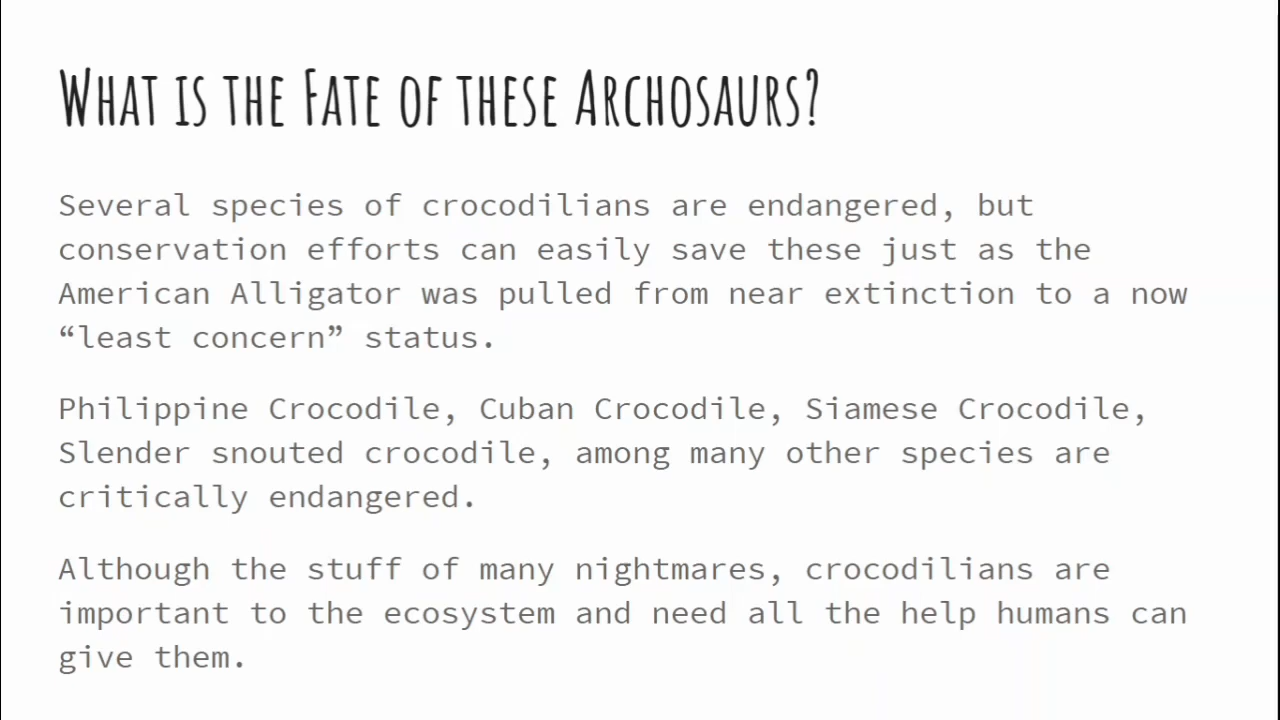 What is the Fate of these Archosaurs?
Several species of crocodilians are endangered, but
conservation efforts can easily save these just as the
American Alligator was pulled from near extinction to a now
“least concern” status.
Philippine Crocodile, Cuban Crocodile, Siamese Crocodile,
Slender snouted crocodile, among many other species are
critically endangered.
Although the stuff of many nightmares, crocodilians are
important to the ecosystem and need all the help humans can
give them.